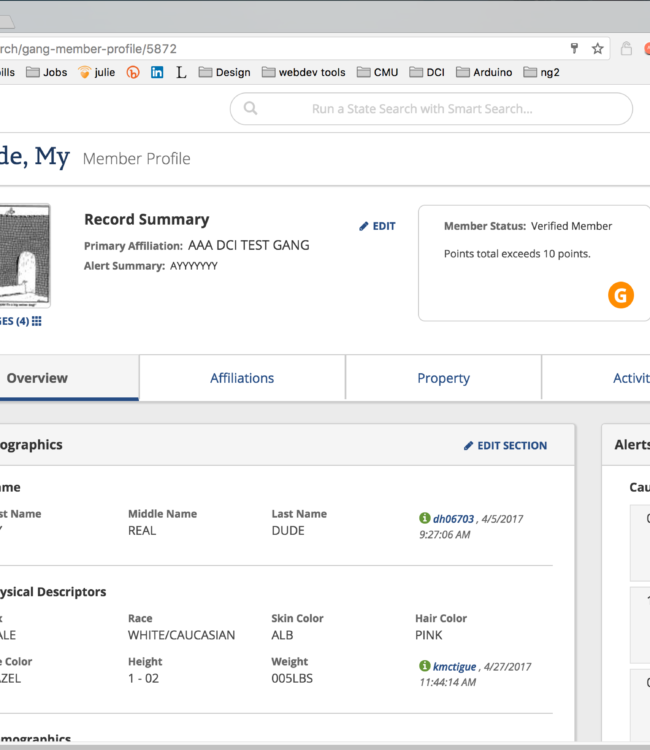 rch/gang-member-profile/5872
ills Jobs julie L Design webdev tools CMU DCI Arduino ng2
Run a State Search with Smart Search...
de, My Member Profile
Record Summary
EDIT
Primary Affiliation: AAA DCI TEST GANG
Alert Summary: AYYYYYY
Member Status: Verified Member
Points total exceeds 10 points.
G
GES (4)
Overview Affiliations Property Activit
ographics
EDIT SECTION
Alerts
ame
Cau
st Name Middle Name Last Name
Y REAL DUDE
dh06703 , 4/5/2017
9:27:06 AM
ysical Descriptors
x Race Skin Color Hair Color
ALE WHITE/CAUCASIAN ALB PINK
e Color Height Weight
AZEL 1 - 02 005LBS
kmctigue , 4/27/2017
11:44:14 AM
mographics